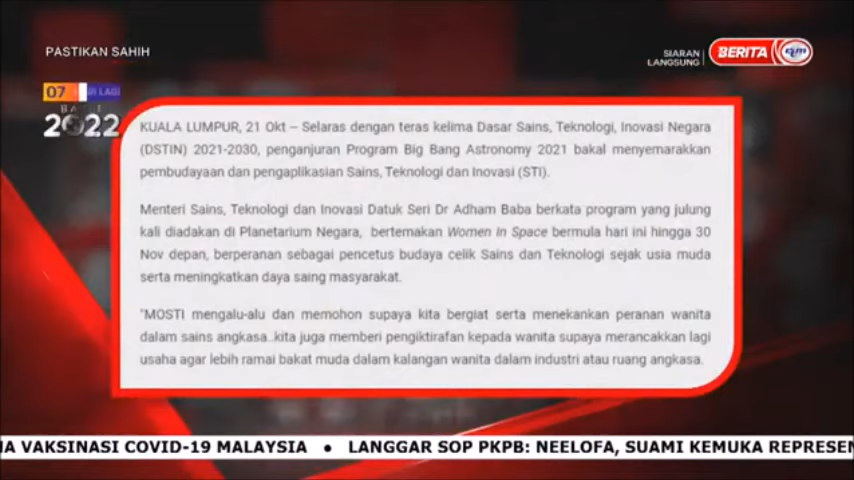 PASTIKAN SAHIH
SIARAN
LANGSUNG
BERITA
07
LAGI
2022
KUALA LUMPUR, 21 Okt – Selaras dengan teras kelima Dasar Sains, Teknologi, Inovasi Negara
(DSTIN) 2021-2030, penganjuran Program Big Bang Astronomy 2021 bakal menyemarakkan
pembudayaan dan pengaplikasian Sains, Teknologi dan Inovasi (STI).
Menteri Sains, Teknologi dan Inovasi Datuk Seri Dr Adham Baba berkata program yang julung
kali diadakan di Planetarium Negara, bertemakan Women In Space bermula hari ini hingga 30
Nov depan, berperanan sebagai pencetus budaya celik Sains dan Teknologi sejak usia muda
serta meningkatkan daya saing masyarakat.
"MOSTI mengalu-alu dan memohon supaya kita bergiat serta menekankan peranan wanita
dalam sains angkasa..kita juga memberi pengiktirafan kepada wanita supaya merancakkan lagi
usaha agar lebih ramai bakat muda dalam kalangan wanita dalam industri atau ruang angkasa.
VAKSINASI COVID-19 MALAYSIA ● LANGGAR SOP PKPB: NEELOFA, SUAMI KEMUKA REPRESEN